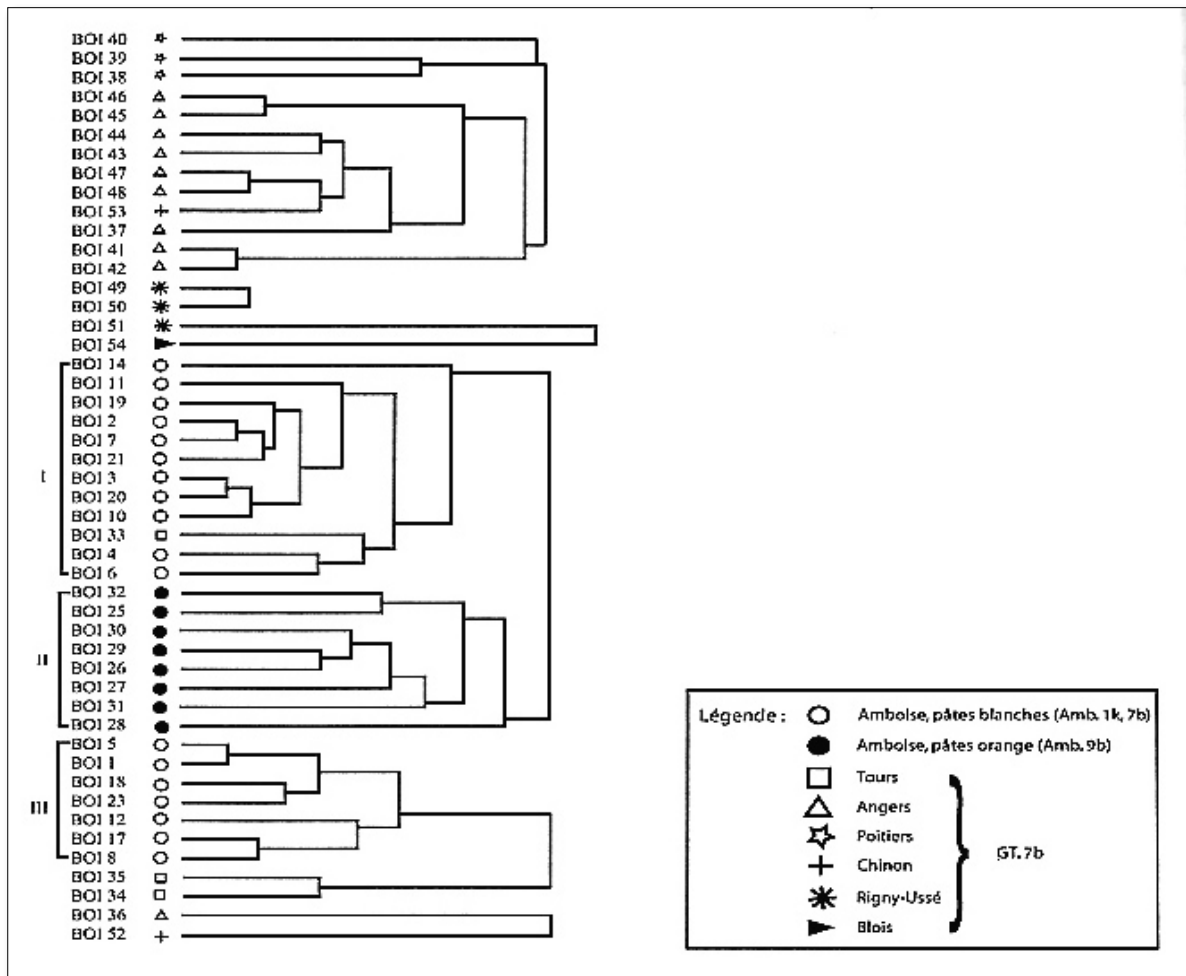 BOI 40
BOI 39
BOI 38
BOI 46
BOI 45
BOI 44
BOI 43
BOI 47
BOI 48
BOI 53
BOI 37
BOI 41
BOI 42
BOI 49
BOI 50
BOI 51
BOI 54
BOI 14
BOI 11
BOI 19
BOI 2
BOI 7
BOI 21
I
BOI 3
BOI 20
BOI 10
BOI 33
BOI 4
BOI 6
BOI 32
BOI 25
BOI 30
BOI 29
II
BOI 26
BOI 27
BOI 31
BOI 28
BOI 5
BOI 1
BOI 18
BOI 23
III
BOI 12
BOI 17
BOI 8
BOI 35
BOI 34
BOI 36
BOI 52
Légende :
Amboise, pâtes blanches (Amb. 1k, 7b)
Amboise, pâtes orange (Amb. 9b)
Tours
Angers
Poitiers
Chinon
Rigny-Ussé
Blois
GT. 7b